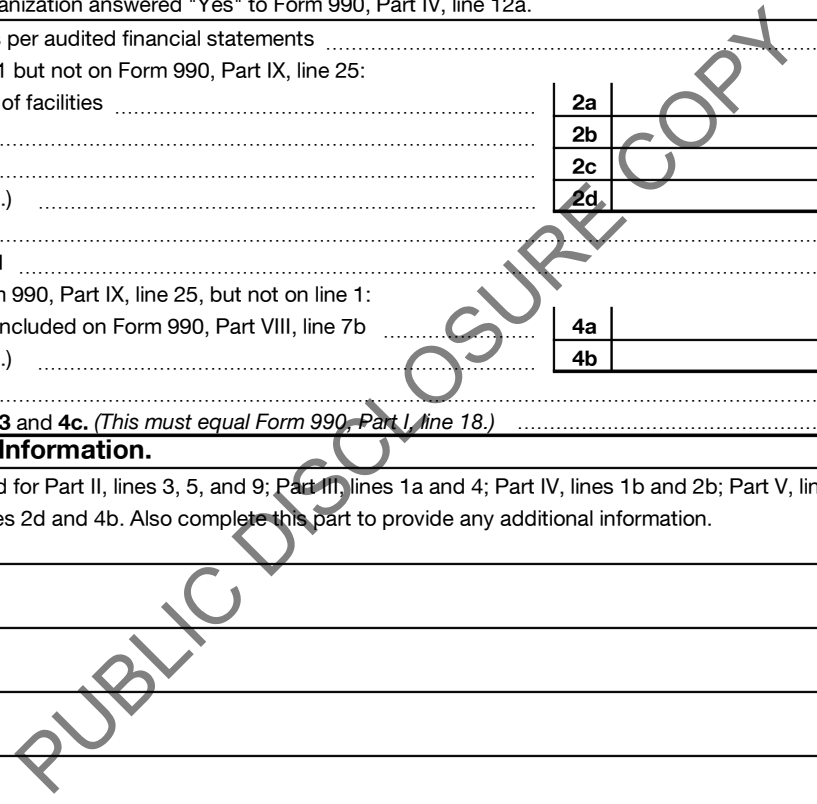 anization answered "Yes" to Form 990, Part IV, line 12a.
per audited financial statements
1 but not on Form 990, Part IX, line 25:
of facilities 2a
2b
2c
.) 2d
990, Part IX, line 25, but not on line 1:
ncluded on Form 990, Part VIII, line 7b 4a
.) 4b
3 and 4c. (This must equal Form 990, Part I, line 18.)
Information.
d for Part II, lines 3, 5, and 9; Part III, lines 1a and 4; Part IV, lines 1b and 2b; Part V, lin
es 2d and 4b. Also complete this part to provide any additional information.
PUBLIC DISCLOSURE COPY